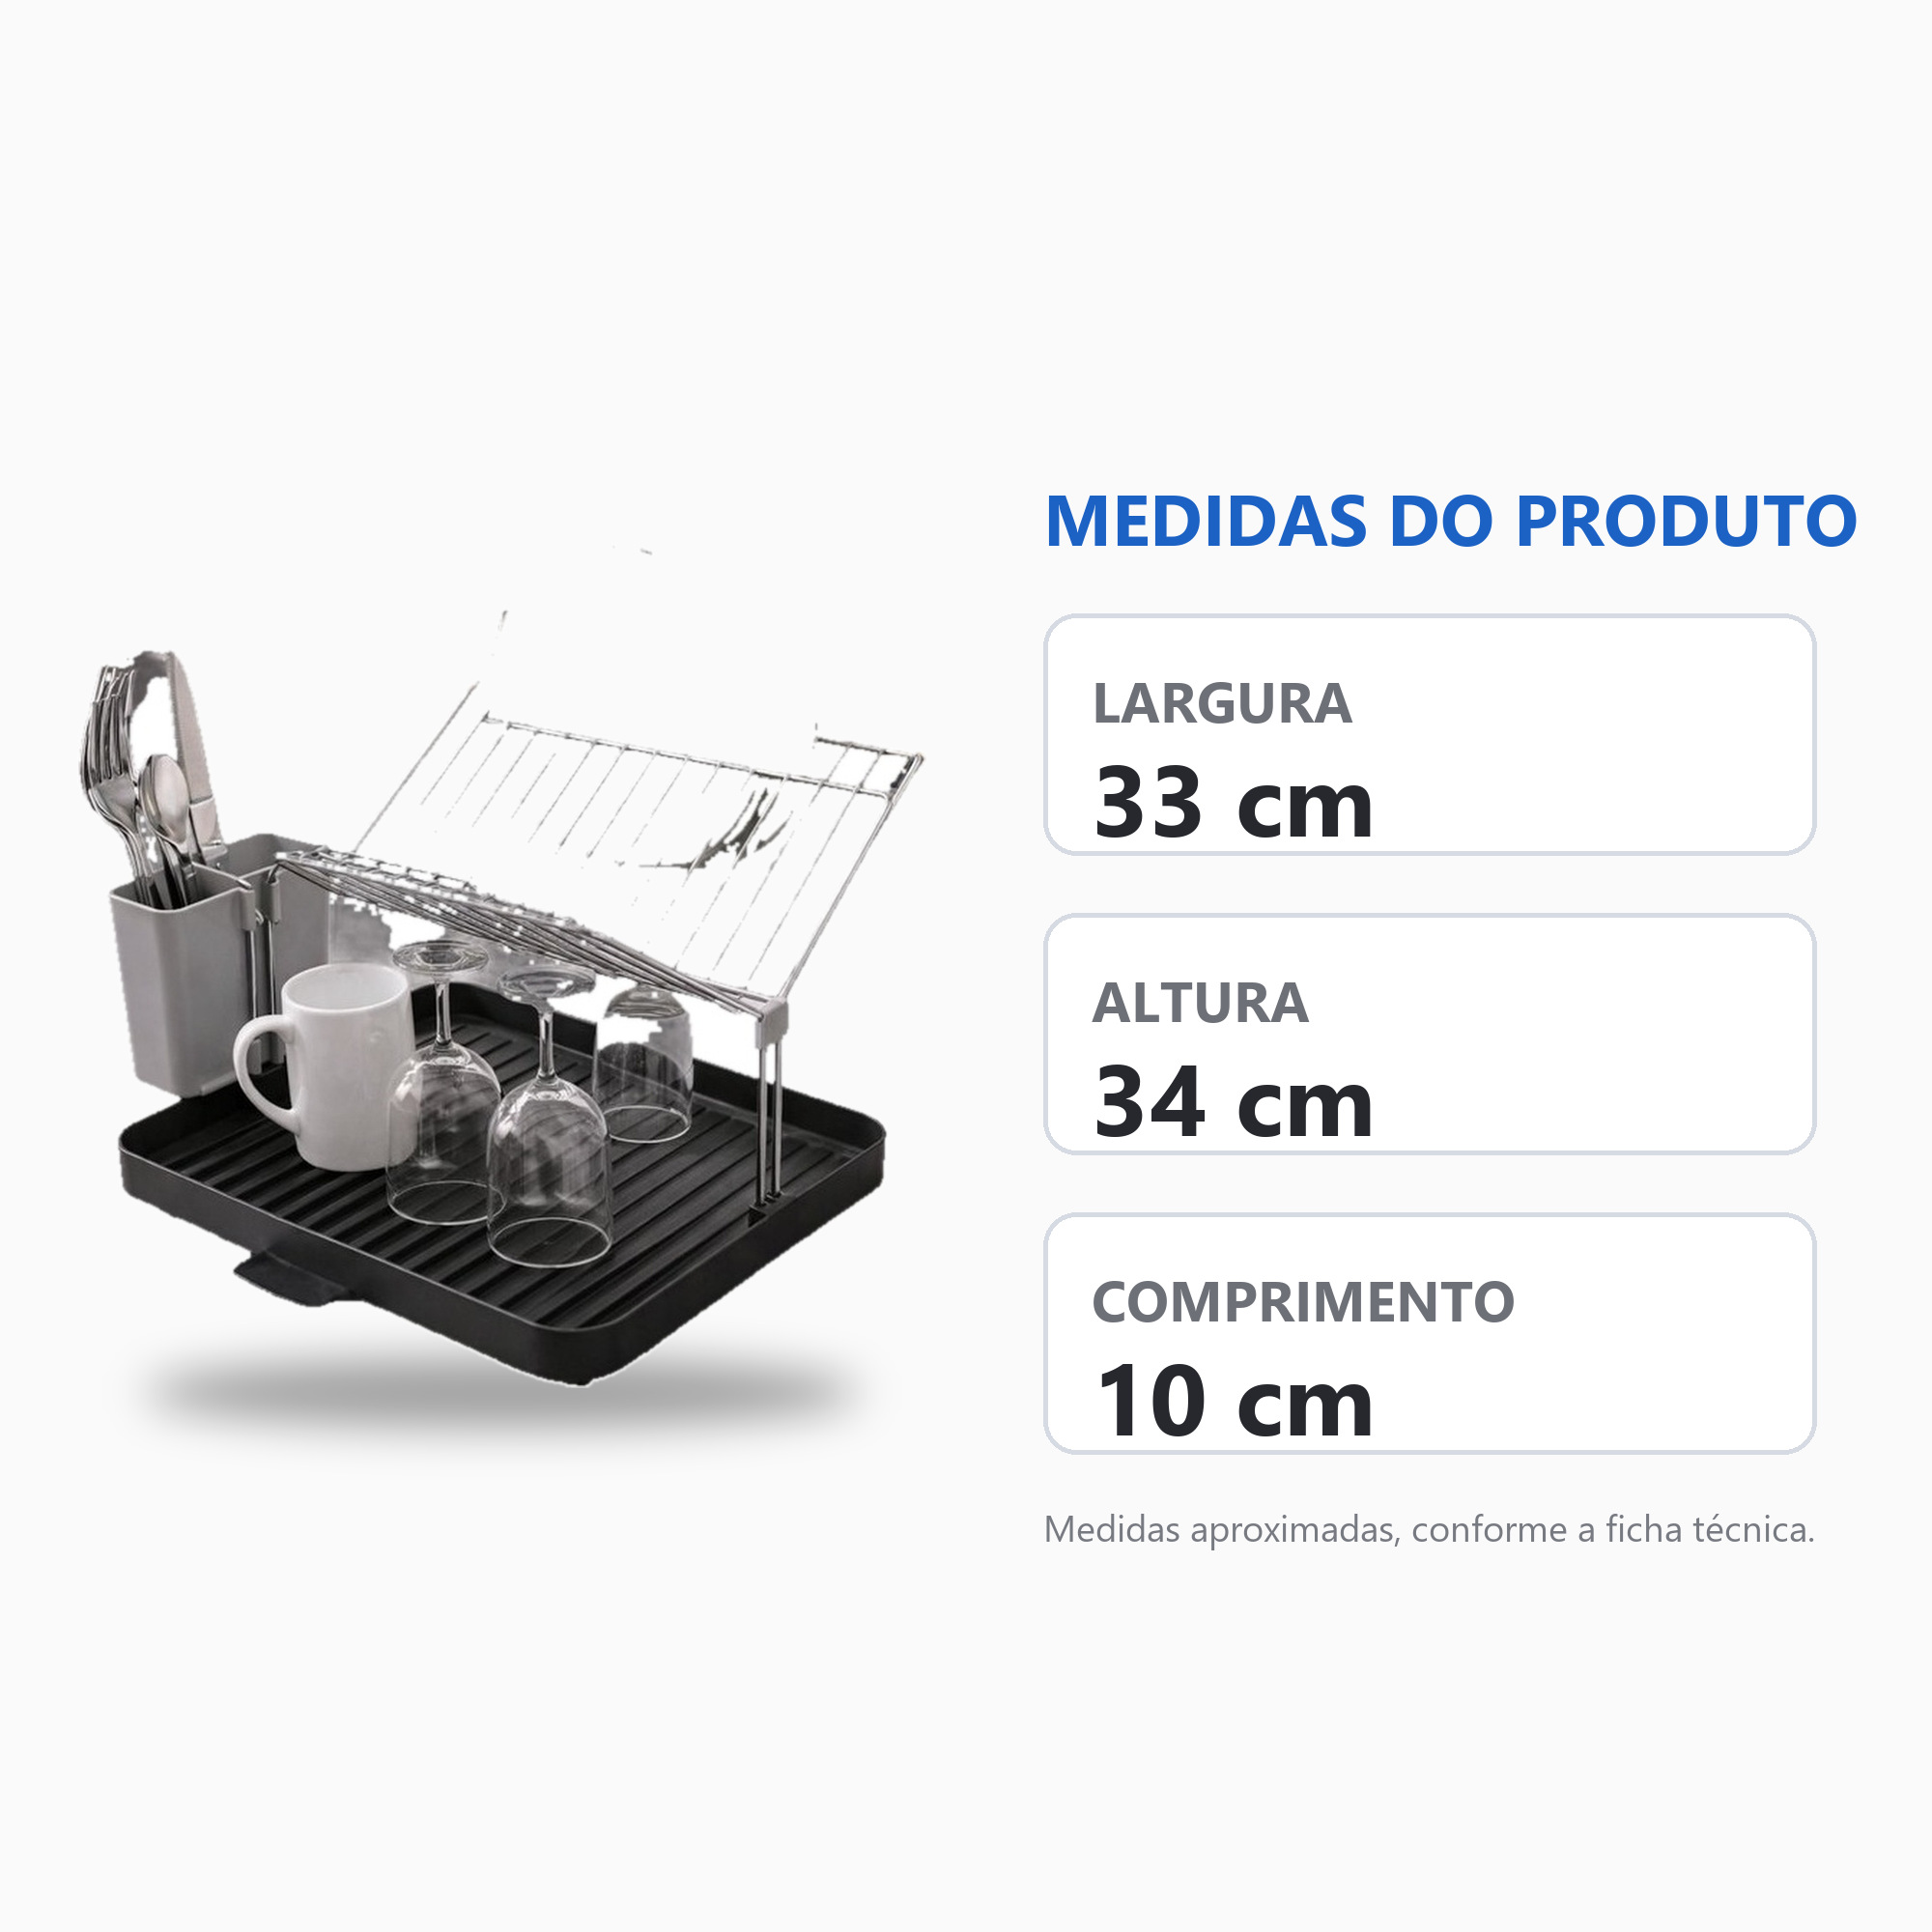 MEDIDAS DO PRODUTO
LARGURA
33 cm
ALTURA
34 cm
COMPRIMENTO
10 cm
Medidas aproximadas, conforme a ficha técnica.